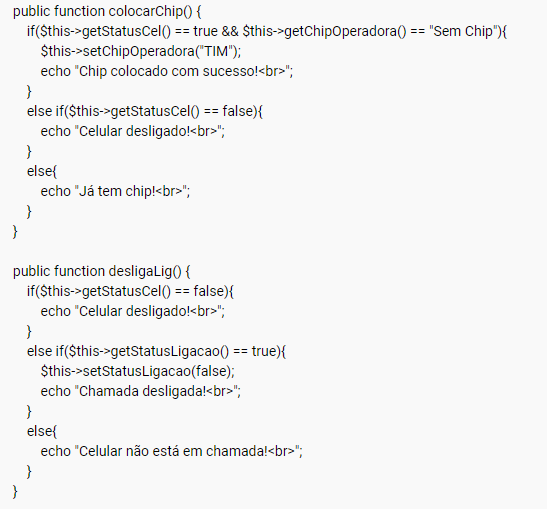 public function colocarChip() {
if($this->getStatusCel() == true && $this->getChipOperadora() == "Sem Chip"){
$this->setChipOperadora("TIM");
echo "Chip colocado com sucesso!<br>";
}
else if($this->getStatusCel() == false){
echo "Celular desligado!<br>";
}
else{
echo "Já tem chip!<br>";
}
}
public function desligaLig() {
if($this->getStatusCel() == false){
echo "Celular desligado!<br>";
}
else if($this->getStatusLigacao() == true){
$this->setStatusLigacao(false);
echo "Chamada desligada!<br>";
}
else{
echo "Celular não está em chamada!<br>";
}
}